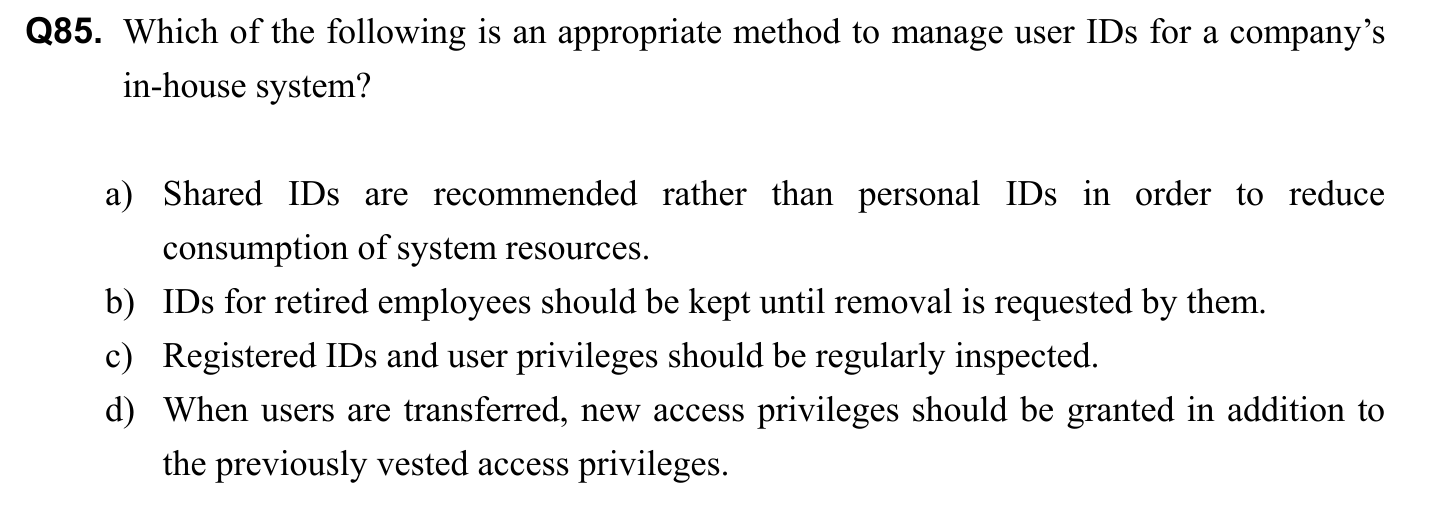 Q85. Which of the following is an appropriate method to manage user IDs for a company’s
in-house system?
a) Shared IDs are recommended rather than personal IDs in order to reduce
consumption of system resources.
b) IDs for retired employees should be kept until removal is requested by them.
c) Registered IDs and user privileges should be regularly inspected.
d) When users are transferred, new access privileges should be granted in addition to
the previously vested access privileges.